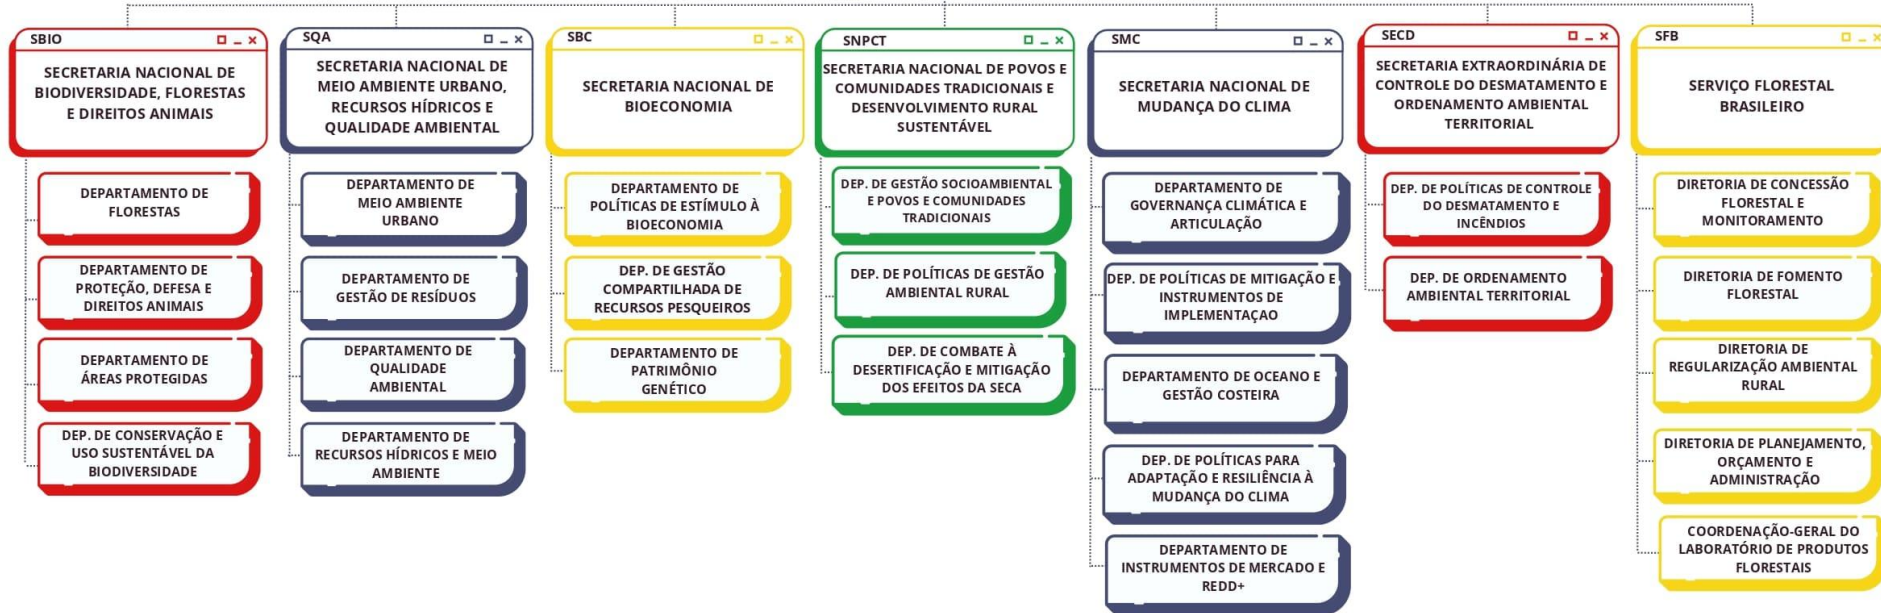 SBIO
SECRETARIA NACIONAL DE
BIODIVERSIDADE, FLORESTAS
E DIREITOS ANIMAIS
DEPARTAMENTO DE
FLORESTAS
DEPARTAMENTO DE
PROTEÇÃO, DEFESA E
DIREITOS ANIMAIS
DEPARTAMENTO DE
ÁREAS PROTEGIDAS
DEP. DE CONSERVAÇÃO E
USO SUSTENTÁVEL DA
BIODIVERSIDADE
SQA
SECRETARIA NACIONAL DE
MEIO AMBIENTE URBANO,
RECURSOS HÍDRICOS E
QUALIDADE AMBIENTAL
DEPARTAMENTO DE
MEIO AMBIENTE
URBANO
DEPARTAMENTO DE
GESTÃO DE RESÍDUOS
DEPARTAMENTO DE
QUALIDADE
AMBIENTAL
DEPARTAMENTO DE
RECURSOS HÍDRICOS E MEIO
AMBIENTE
SBC
SECRETARIA NACIONAL DE
BIOECONOMIA
DEPARTAMENTO DE
POLÍTICAS DE ESTÍMULO À
BIOECONOMIA
DEP. DE GESTÃO
COMPARTILHADA DE
RECURSOS PESQUEIROS
DEPARTAMENTO DE
PATRIMÔNIO
GENÉTICO
SNPCT
SECRETARIA NACIONAL DE POVOS E
COMUNIDADES TRADICIONAIS E
DESENVOLVIMENTO RURAL
SUSTENTÁVEL
DEP. DE GESTÃO SOCIOAMBIENTAL
E POVOS E COMUNIDADES
TRADICIONAIS
DEP. DE POLÍTICAS DE GESTÃO
AMBIENTAL RURAL
DEP. DE COMBATE À
DESERTIFICAÇÃO E MITIGAÇÃO
DOS EFEITOS DA SECA
SMC
SECRETARIA NACIONAL DE
MUDANÇA DO CLIMA
DEPARTAMENTO DE
GOVERNANÇA CLIMÁTICA E
ARTICULAÇÃO
DEP. DE POLÍTICAS DE MITIGAÇÃO E
INSTRUMENTOS DE
IMPLEMENTAÇAO
DEPARTAMENTO DE OCEANO E
GESTÃO COSTEIRA
DEP. DE POLÍTICAS PARA
ADAPTAÇÃO E RESILIÊNCIA À
MUDANÇA DO CLIMA
DEPARTAMENTO DE
INSTRUMENTOS DE MERCADO E
REDD+
SECD
SECRETARIA EXTRAORDINÁRIA DE
CONTROLE DO DESMATAMENTO E
ORDENAMENTO AMBIENTAL
TERRITORIAL
DEP. DE POLÍTICAS DE CONTROLE
DO DESMATAMENTO E
INCÊNDIOS
DEP. DE ORDENAMENTO
AMBIENTAL TERRITORIAL
SFB
SERVIÇO FLORESTAL
BRASILEIRO
DIRETORIA DE CONCESSÃO
FLORESTAL E
MONITORAMENTO
DIRETORIA DE FOMENTO
FLORESTAL
DIRETORIA DE
REGULARIZAÇÃO AMBIENTAL
RURAL
DIRETORIA DE PLANEJAMENTO,
ORÇAMENTO E
ADMINISTRAÇÃO
COORDENAÇÃO-GERAL DO
LABORATÓRIO DE PRODUTOS
FLORESTAIS